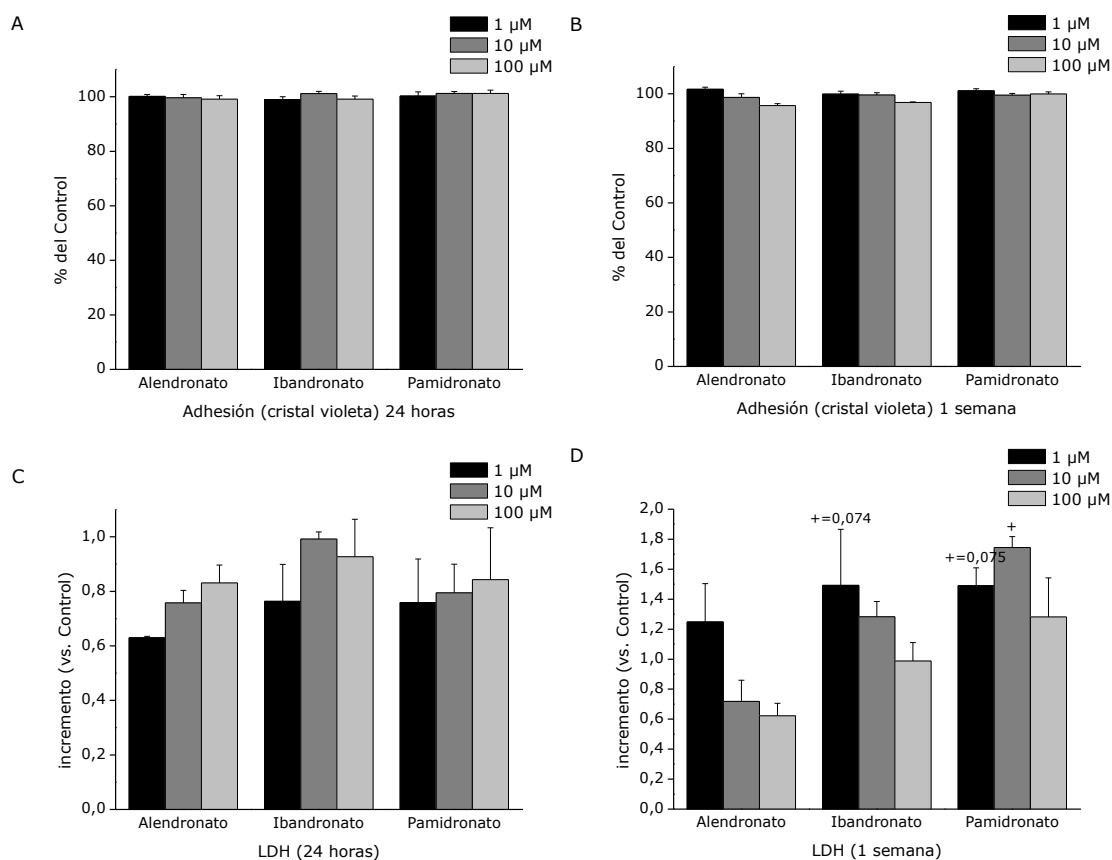 A
1 µM
10 µM
100 µM
% del Control
100
80
60
40
20
0
Alendronato Ibandronato Pamidronato
Adhesión (cristal violeta) 24 horas
B
1 µM
10 µM
100 µM
% del Control
100
80
60
40
20
0
Alendronato Ibandronato Pamidronato
Adhesión (cristal violeta) 1 semana
C
1 µM
10 µM
100 µM
incremento (vs. Control)
1,0
0,8
0,6
0,4
0,2
0,0
Alendronato Ibandronato Pamidronato
LDH (24 horas)
D
1 µM
10 µM
100 µM
incremento (vs. Control)
2,0
1,8
1,6
1,4
1,2
1,0
0,8
0,6
0,4
0,2
0,0
+=0,074
+
+=0,075
Alendronato Ibandronato Pamidronato
LDH (1 semana)